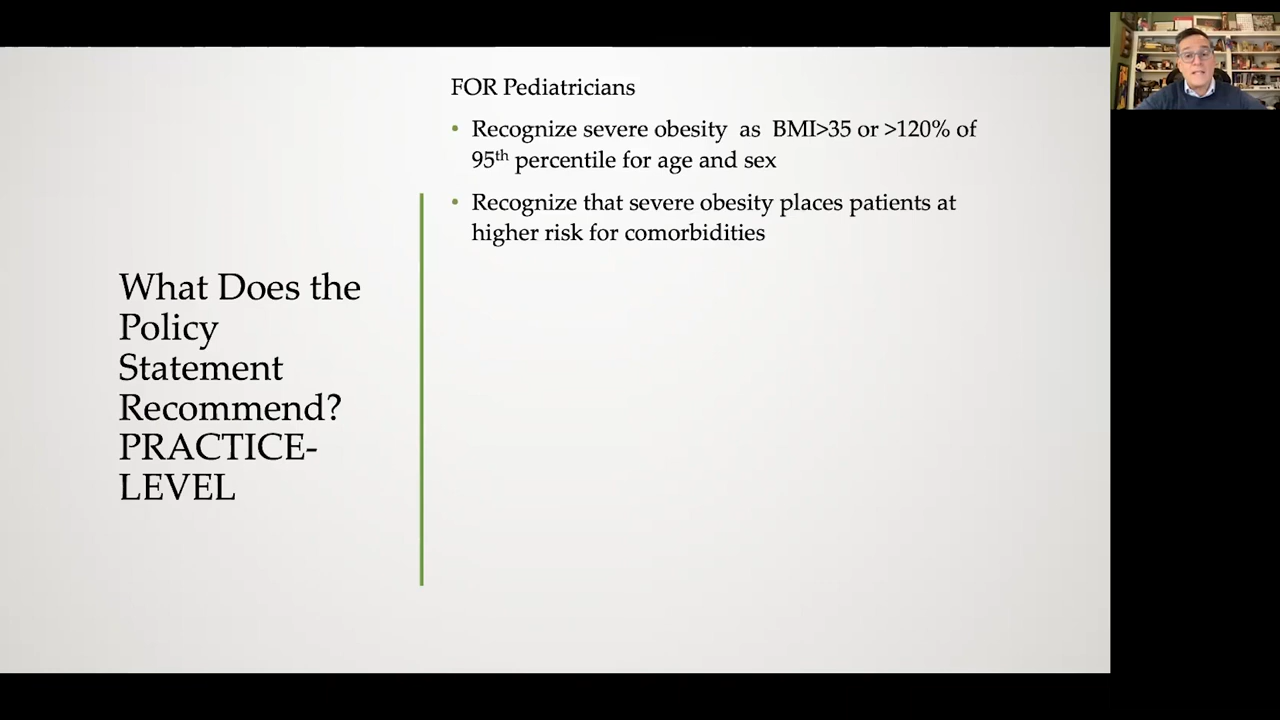 What Does the
Policy
Statement
Recommend?
PRACTICE-
LEVEL
FOR Pediatricians
• Recognize severe obesity as BMI>35 or >120% of
95th percentile for age and sex
• Recognize that severe obesity places patients at
higher risk for comorbidities